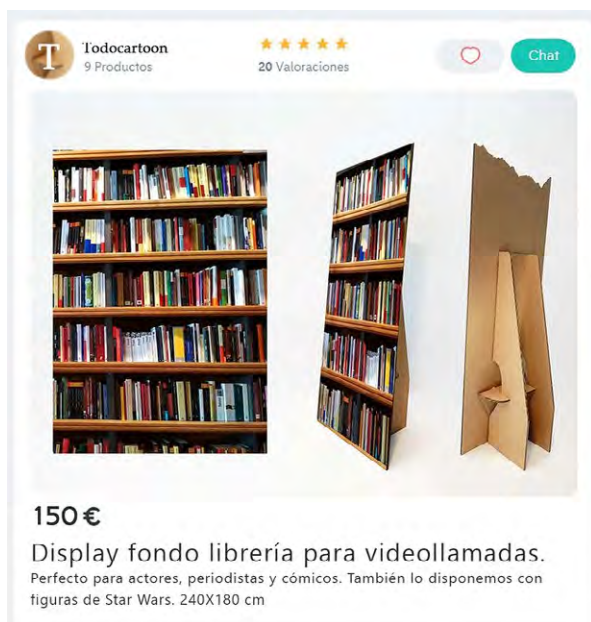 T
Todocartoon
9 Productos
20 Valoraciones
Chat
150 €
Display fondo librería para videollamadas.
Perfecto para actores, periodistas y cómicos. También lo disponemos con
figuras de Star Wars. 240X180 cm